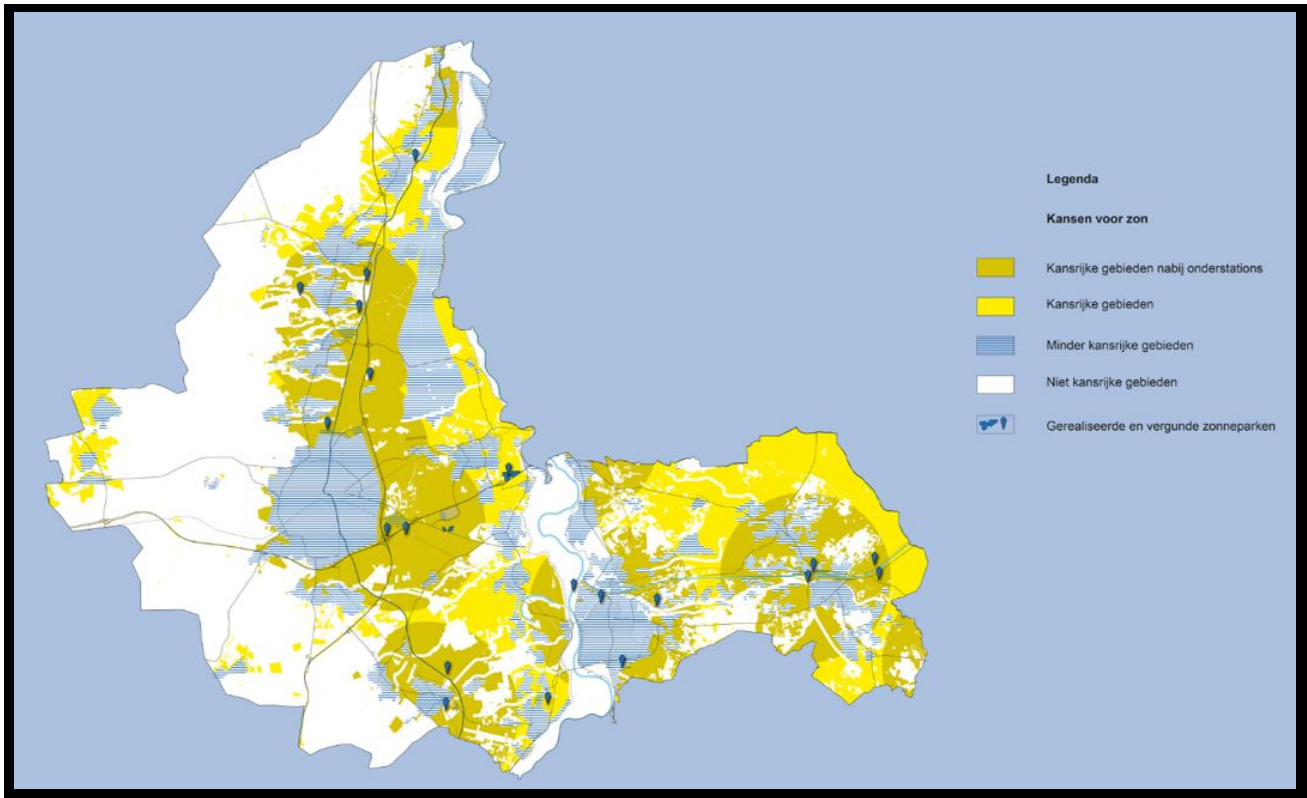 Legenda
Kansen voor zon
Kansrijke gebieden nabij onderstations
Kansrijke gebieden
Minder kansrijke gebieden
Niet kansrijke gebieden
Gerealiseerde en vergunde zonneparken